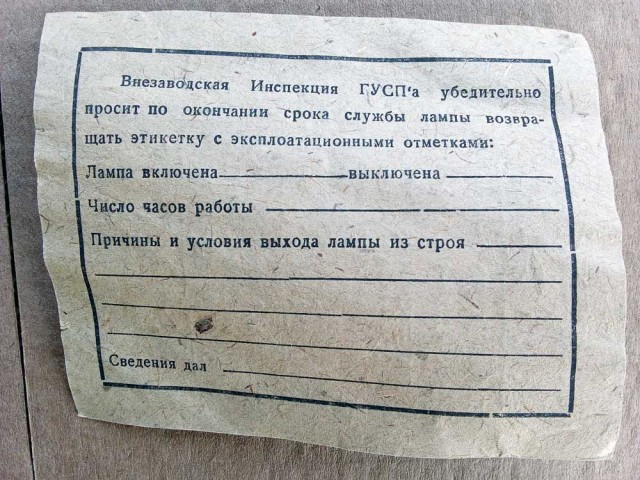 Внезаводская Инспекция ГУСП‘а убедительно
просит по окончании срока службы лампы возвра-
щать этикетку с эксплоатационными отметками:
Лампа включена выключена
Число часов работы
Причины и условия выхода лампы из строя
Сведения дал